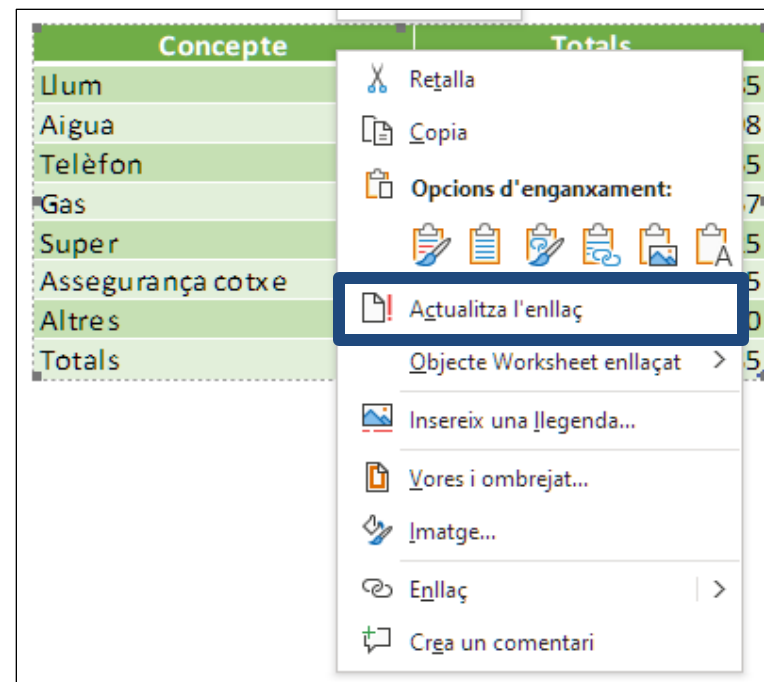 Concepte Totals
Llum
Aigua
Telèfon
Gas
Super
Assegurança cotxe
Altres
Totals
Retalla
Copia
Opcions d'enganxament:
Actualitza l'enllaç
Objecte Worksheet enllaçat
Insereix una llegenda...
Vores i ombrejat...
Imatge...
Enllaç
Crea un comentari